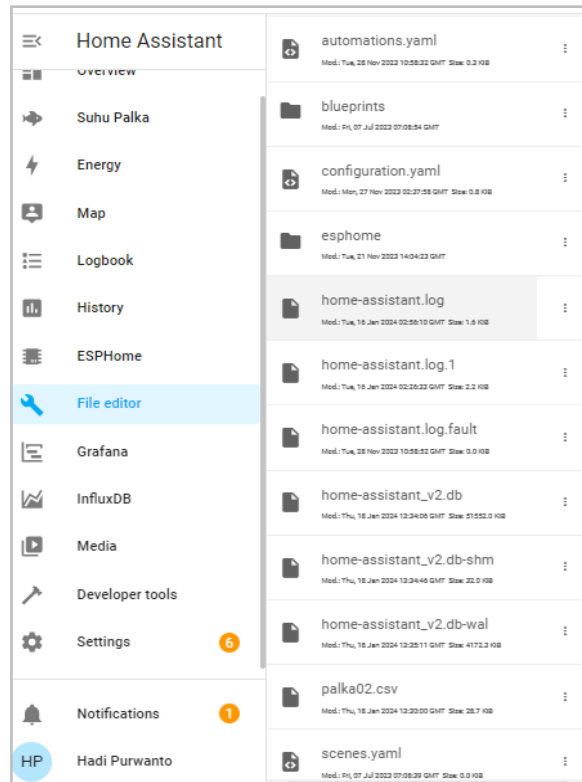 Home Assistant
Overview
Suhu Palka
Energy
Map
Logbook
History
ESPHome
File editor
Grafana
InfluxDB
Media
Developer tools
Settings 6
Notifications 1
HP Hadi Purwanto
automations.yaml
Mod.: Tue, 28 Nov 2023 10:58:32 GMT Size: 0.3 KiB
blueprints
Mod.: Fri, 07 Jul 2023 07:08:54 GMT
configuration.yaml
Mod.: Mon, 27 Nov 2023 02:37:58 GMT Size: 0.8 KiB
esphome
Mod.: Tue, 21 Nov 2023 14:04:23 GMT
home-assistant.log
Mod.: Tue, 16 Jan 2024 02:56:10 GMT Size: 1.6 KiB
home-assistant.log.1
Mod.: Tue, 16 Jan 2024 02:26:33 GMT Size: 2.2 KiB
home-assistant.log.fault
Mod.: Tue, 28 Nov 2023 10:58:52 GMT Size: 0.0 KiB
home-assistant_v2.db
Mod.: Thu, 18 Jan 2024 13:34:06 GMT Size: 51552.0 KiB
home-assistant_v2.db-shm
Mod.: Thu, 18 Jan 2024 13:34:46 GMT Size: 32.0 KiB
home-assistant_v2.db-wal
Mod.: Thu, 18 Jan 2024 13:35:11 GMT Size: 4172.3 KiB
palka02.csv
Mod.: Thu, 18 Jan 2024 13:30:00 GMT Size: 28.7 KiB
scenes.yaml
Mod.: Fri, 07 Jul 2023 07:08:39 GMT Size: 0.0 KiB